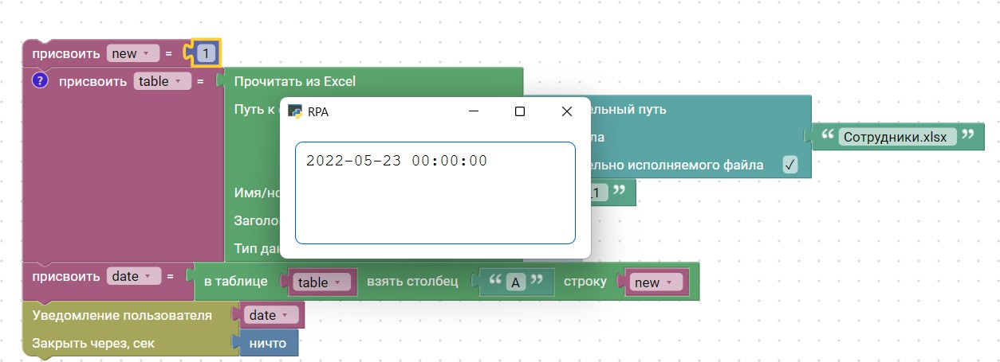 присвоить new = 1
? присвоить table = Прочитать из Excel
RPA
Путь к
ельный путь
ла “ Сотрудники.xlsx ”
2022-05-23 00:00:00
ельно исполняемого файла ✓
Имя/но
_1 ”
Заголо
Тип дан
присвоить date = в таблице table взять столбец “ A ” строку new
Уведомление пользователя date
Закрыть через, сек ничто